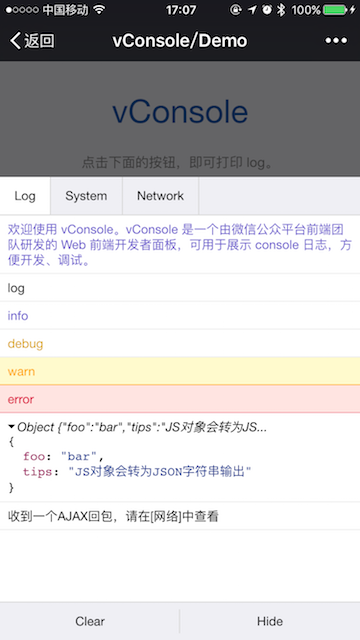 中国移动 17:07 100%
返回 vConsole/Demo
vConsole
点击下面的按钮，即可打印 log。
Log System Network
欢迎使用 vConsole。vConsole 是一个由微信公众平台前端团
队研发的 Web 前端开发者面板，可用于展示 console 日志，方
便开发、调试。
log
info
debug
warn
error
Object {"foo":"bar","tips":"JS对象会转为JS...
{
foo: "bar",
tips: "JS对象会转为JSON字符串输出"
}
收到一个AJAX回包，请在[网络]中查看
Clear Hide